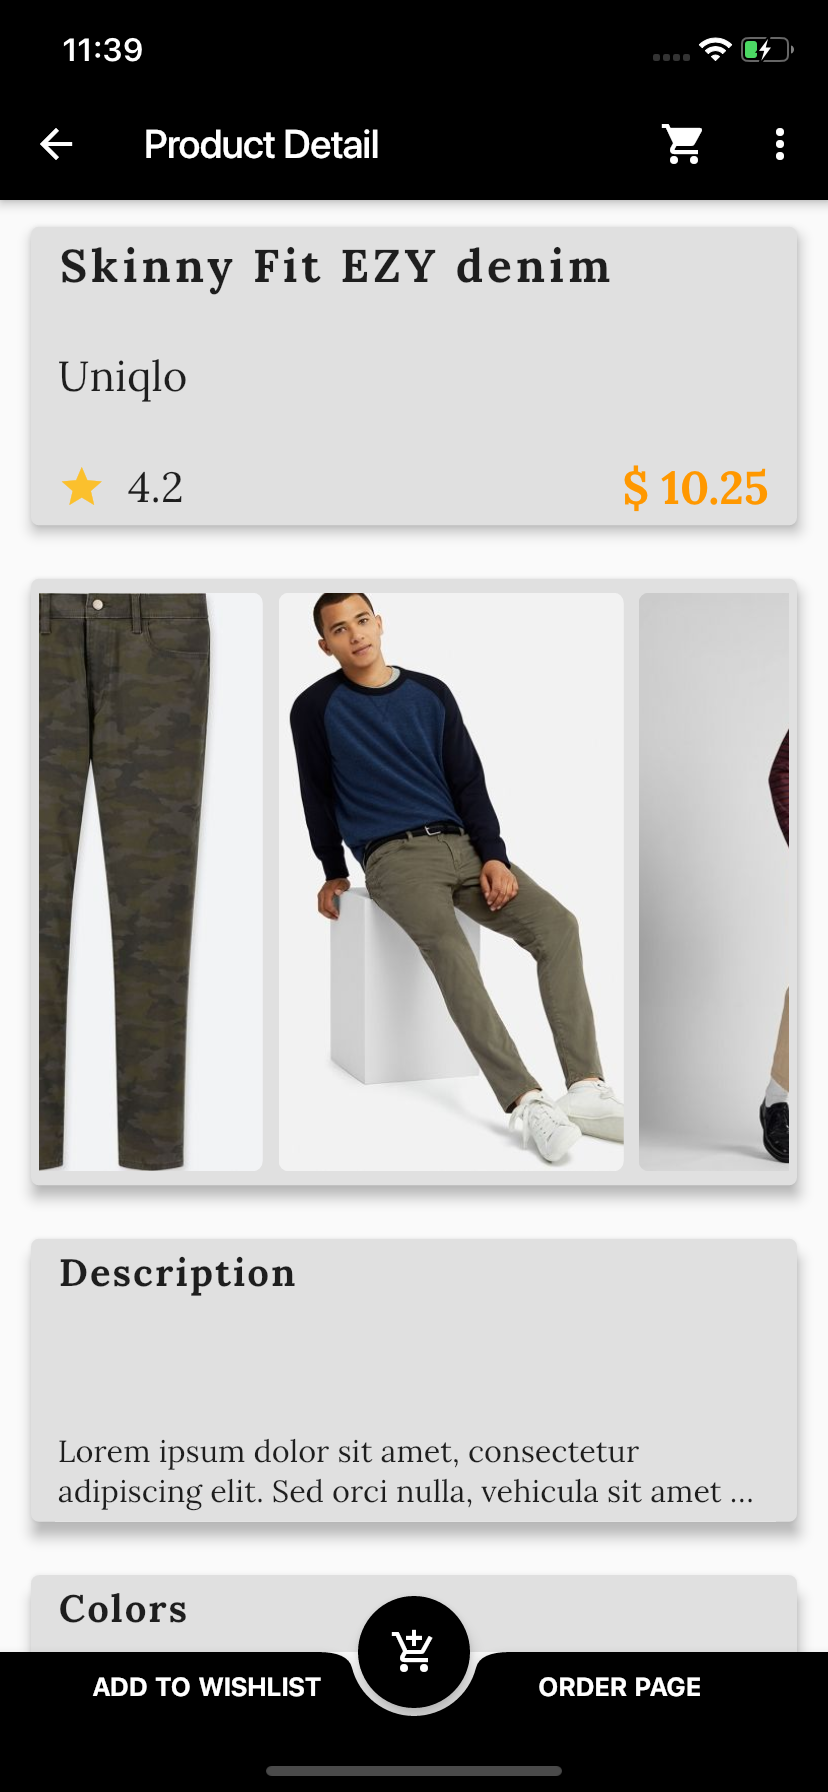 11:39
Product Detail
Skinny Fit EZY denim
Uniqlo
4.2
$ 10.25
Description
Lorem ipsum dolor sit amet, consectetur
adipiscing elit. Sed orci nulla, vehicula sit amet ...
Colors
ADD TO WISHLIST
ORDER PAGE